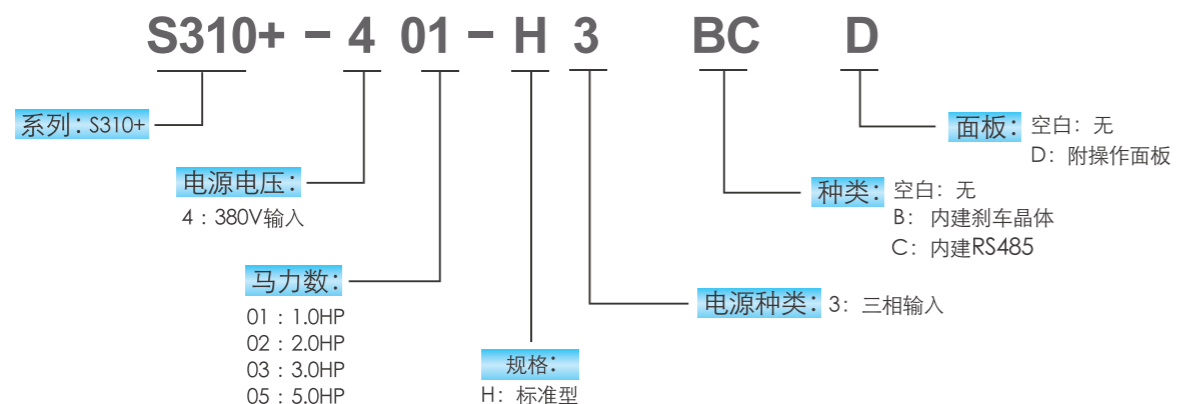 S310+ - 4 01 - H 3 BC D
系列：S310+
电源电压：
4：380V输入
马力数：
01：1.0HP
02：2.0HP
03：3.0HP
05：5.0HP
规格：
H：标准型
电源种类：3：三相输入
种类：空白：无
B：内建刹车晶体
C：内建RS485
面板：空白：无
D：附操作面板